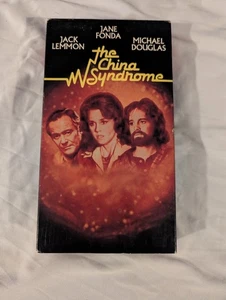 JACK LEMMON
JANE FONDA
MICHAEL DOUGLAS
the
China
Syndrome